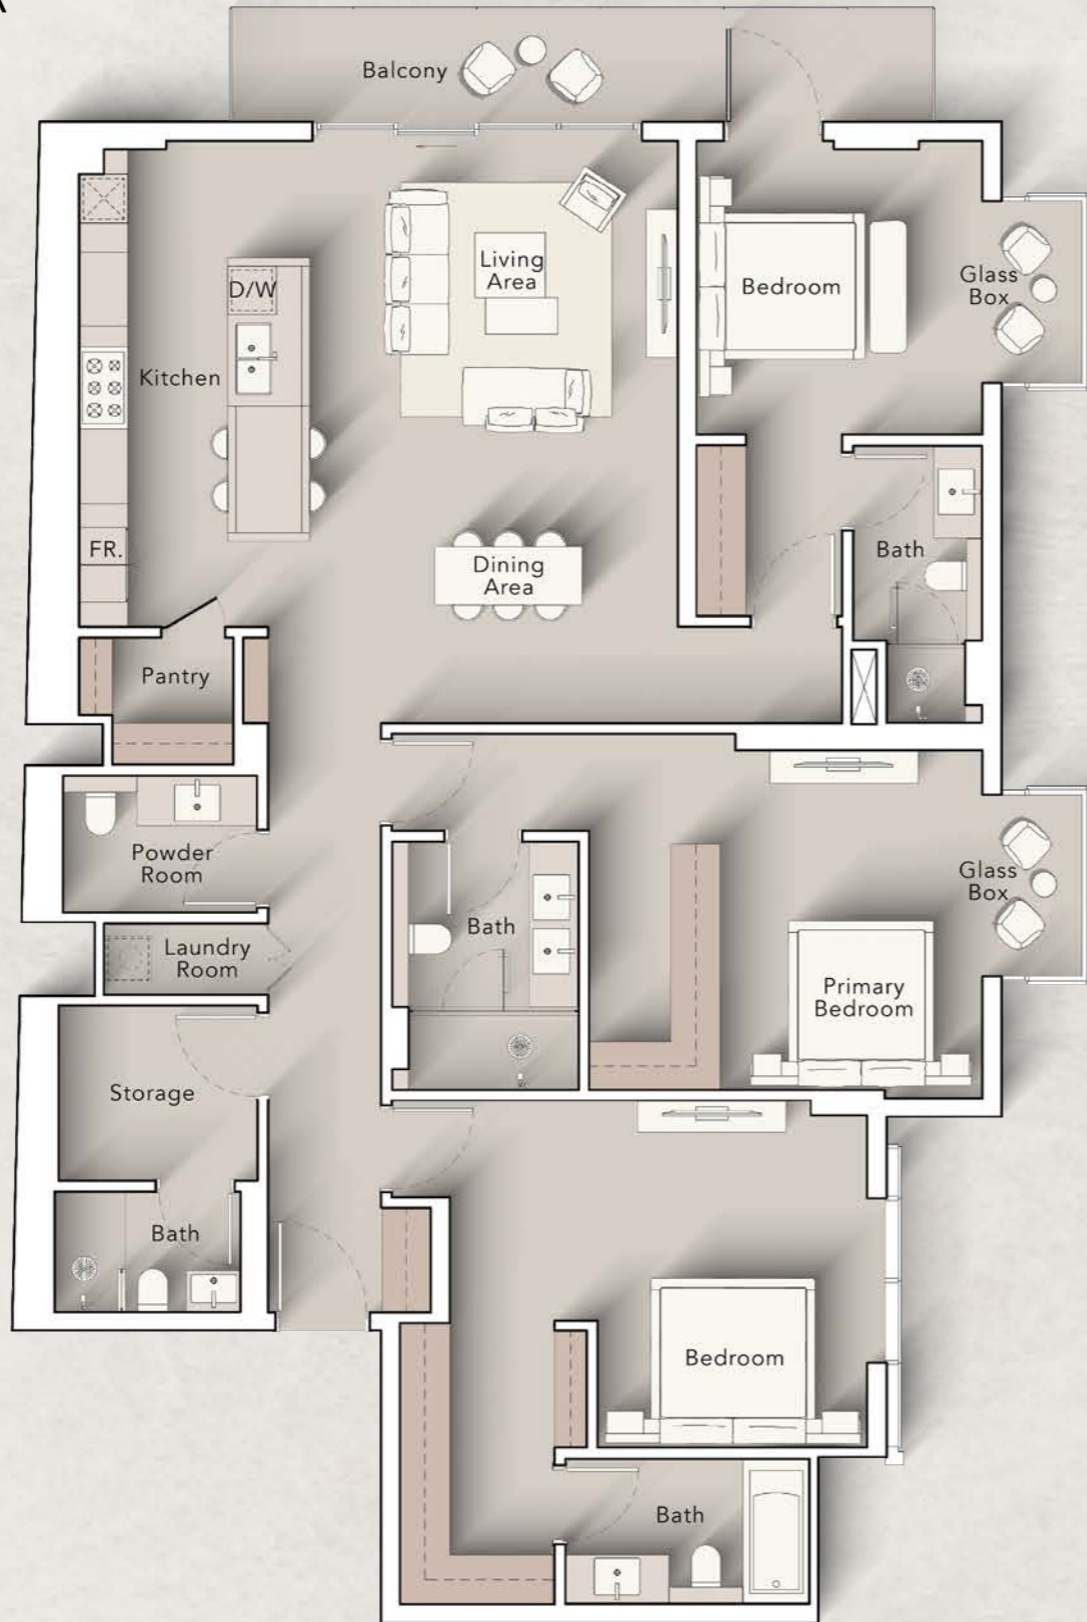 Balcony
Living
Area
Bedroom
Glass
Box
D/W
Kitchen
FR.
Dining
Area
Bath
Pantry
Powder
Room
Glass
Box
Bath
Laundry
Room
Primary
Bedroom
Storage
Bath
Bedroom
Bath